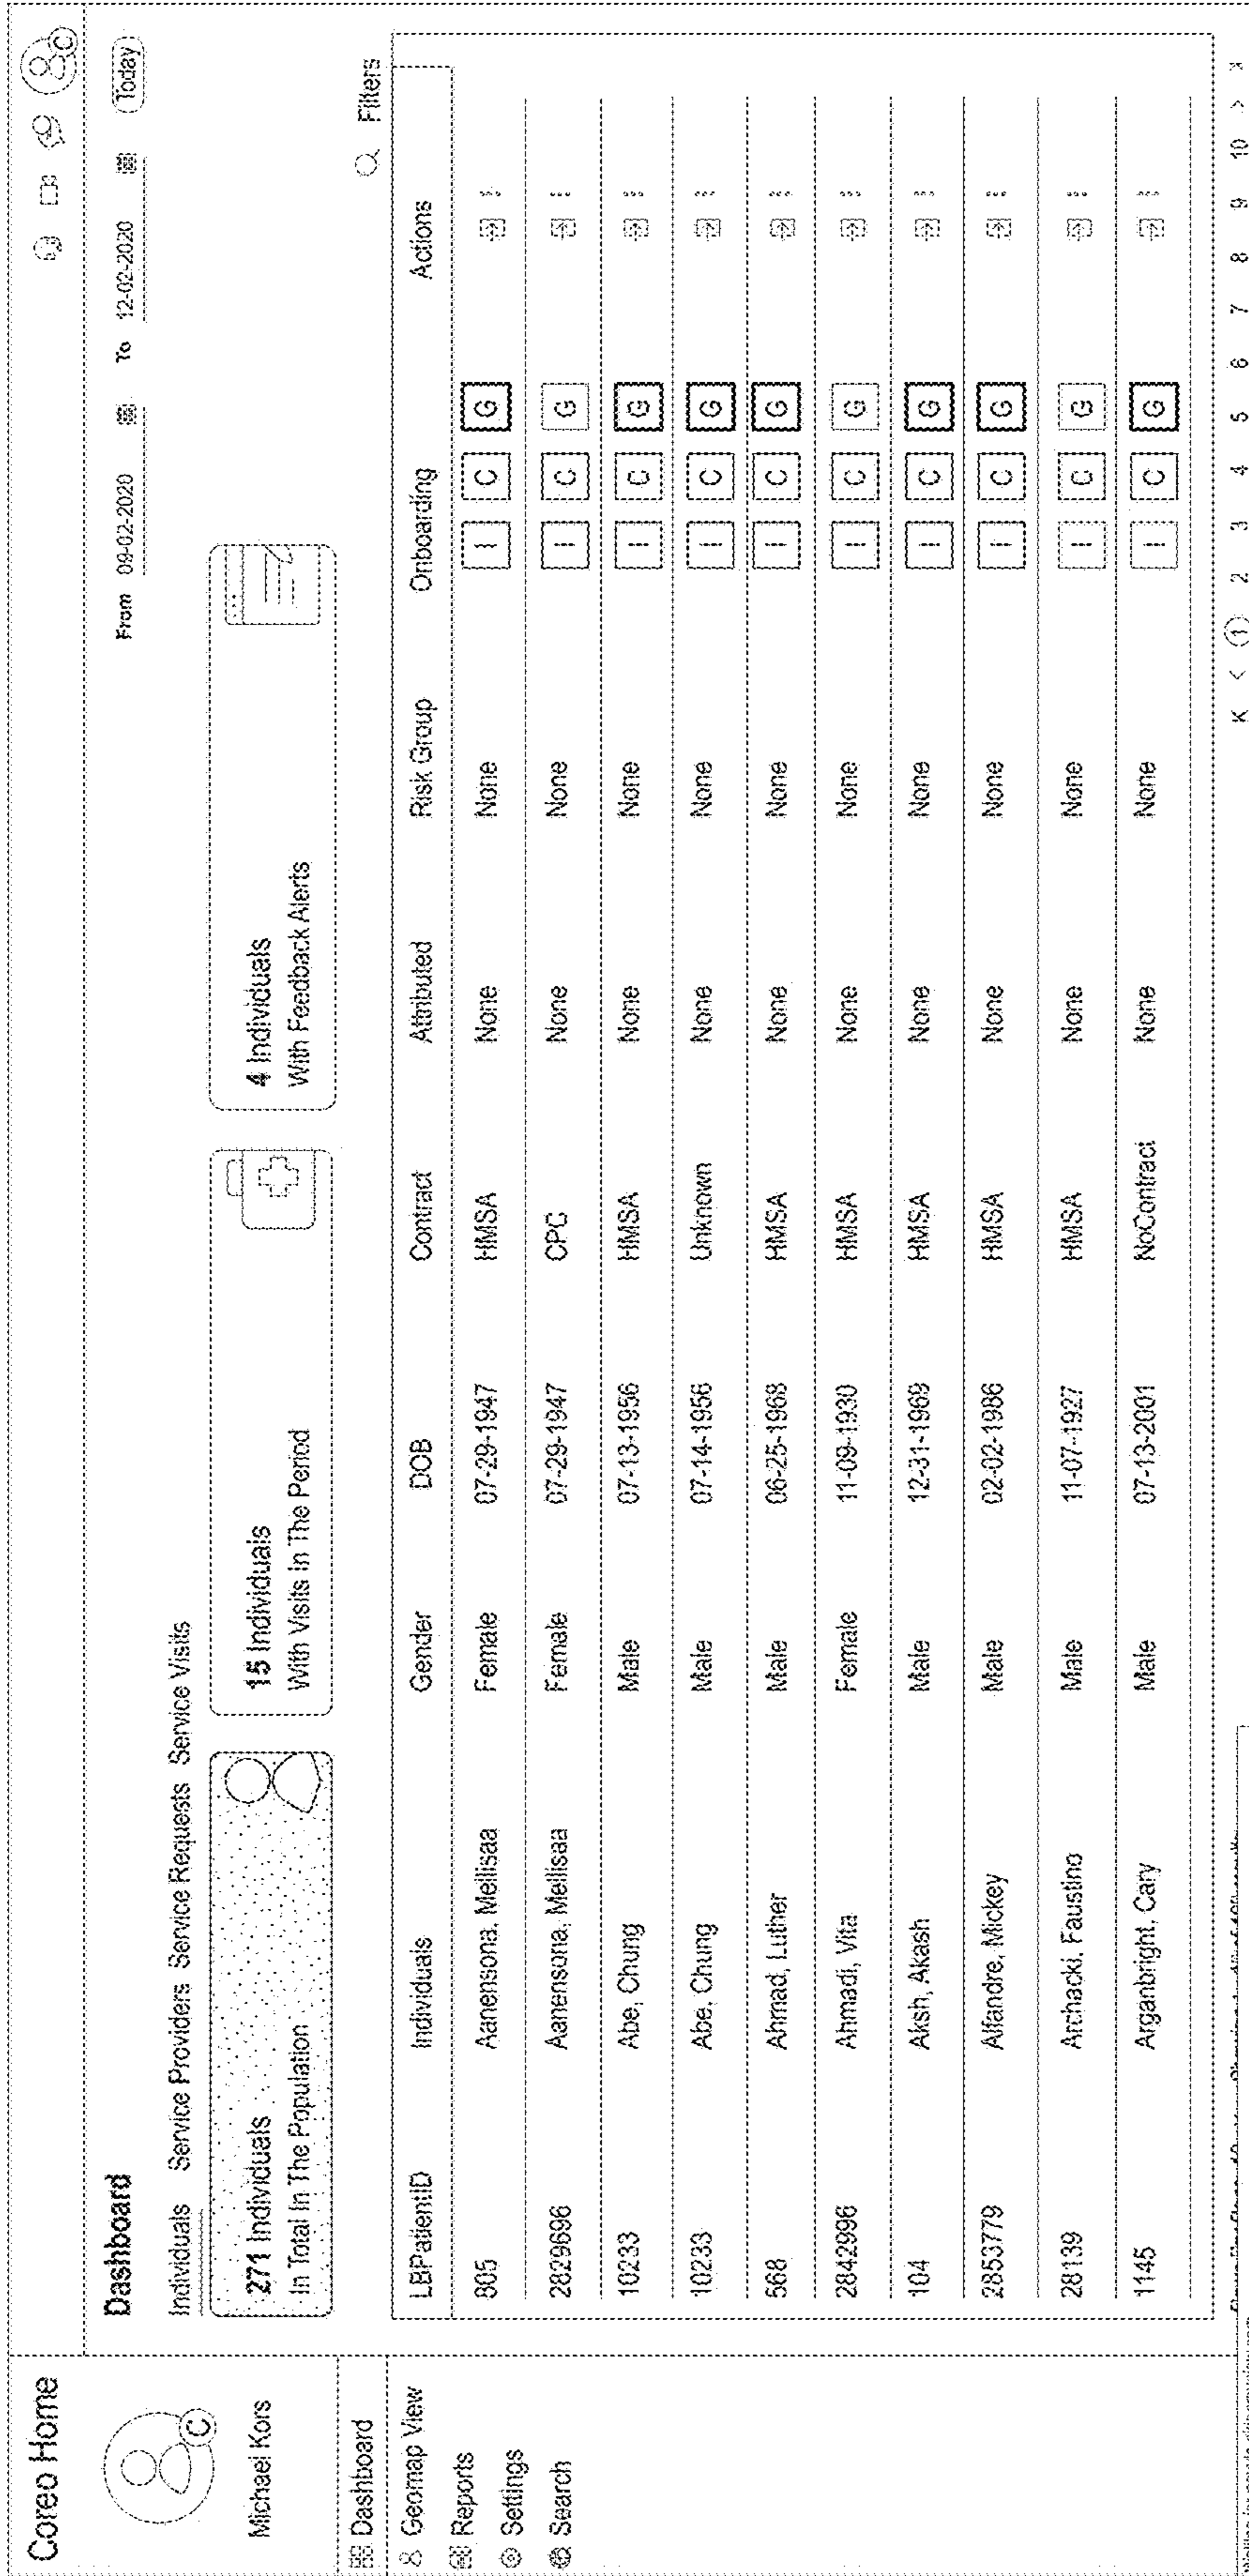 Coreo Home
Michael Kors
Dashboard
Geomap View
Reports
Settings
Search
Dashboard
From 09-02-2020 To 12-02-2020 Today
Individuals Service Providers Service Requests Service Visits
271 Individuals
In Total In The Population
15 Individuals
With Visits In The Period
4 Individuals
With Feedback Alerts
Filters
LBPatientID Individuals Gender DOB Contract Attributed Risk Group Onboarding Actions
805 Aanensona, Mellisaa Female 07-29-1947 HMSA None None I C G
2829696 Aanensona, Mellisaa Female 07-29-1947 CPC None None I C G
10233 Abe, Chung Male 07-13-1956 HMSA None None I C G
10233 Abe, Chung Male 07-14-1956 Unknown None None I C G
568 Ahmad, Luther Male 06-25-1968 HMSA None None I C G
2842996 Ahmadi, Vita Female 11-09-1930 HMSA None None I C G
104 Aksh, Akash Male 12-31-1969 HMSA None None I C G
2853779 Alfandre, Mickey Male 02-02-1986 HMSA None None I C G
28139 Archacki, Faustino Male 11-07-1927 HMSA None None I C G
1145 Arganbright, Cary Male 07-13-2001 NoContract None None I C G
K < 1 2 3 4 5 6 7 8 9 10 >